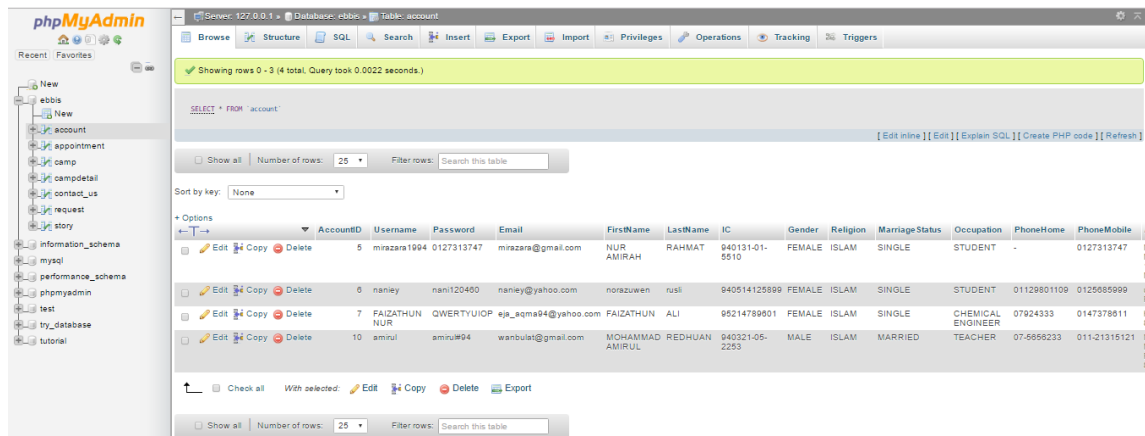 phpMyAdmin
Recent Favorites
New
ebbis
New
account
appointment
camp
campdetail
contact_us
request
story
information_schema
mysql
performance_schema
phpmyadmin
test
try_database
tutorial
Server: 127.0.0.1 » Database: ebbis » Table: account
Browse Structure SQL Search Insert Export Import Privileges Operations Tracking Triggers
Showing rows 0 - 3 (4 total, Query took 0.0022 seconds.)
SELECT * FROM `account`
[ Edit inline ] [ Edit ] [ Explain SQL ] [ Create PHP code ] [ Refresh ]
Show all Number of rows: 25 Filter rows: Search this table
Sort by key: None
+ Options
←T→ AccountID Username Password Email FirstName LastName IC Gender Religion MarriageStatus Occupation PhoneHome PhoneMobile
Edit Copy Delete 5 mirazara1994 0127313747 mirazara@gmail.com NUR RAHMAT 940131-01- FEMALE ISLAM SINGLE STUDENT - 0127313747
AMIRAH 5510
Edit Copy Delete 6 naniey nani120460 naniey@yahoo.com norazuwen rusli 940514125899 FEMALE ISLAM SINGLE STUDENT 01129801109 0125685999
Edit Copy Delete 7 FAIZATHUN QWERTYUIOP eja_aqma94@yahoo.com FAIZATHUN ALI 95214789601 FEMALE ISLAM SINGLE CHEMICAL 07924333 0147378611
NUR ENGINEER
Edit Copy Delete 10 amirul amirul#94 wanbulat@gmail.com MOHAMMAD REDHUAN 940321-05- MALE ISLAM MARRIED TEACHER 07-5656233 011-21315121
AMIRUL 2253
Check all With selected: Edit Copy Delete Export
Show all Number of rows: 25 Filter rows: Search this table